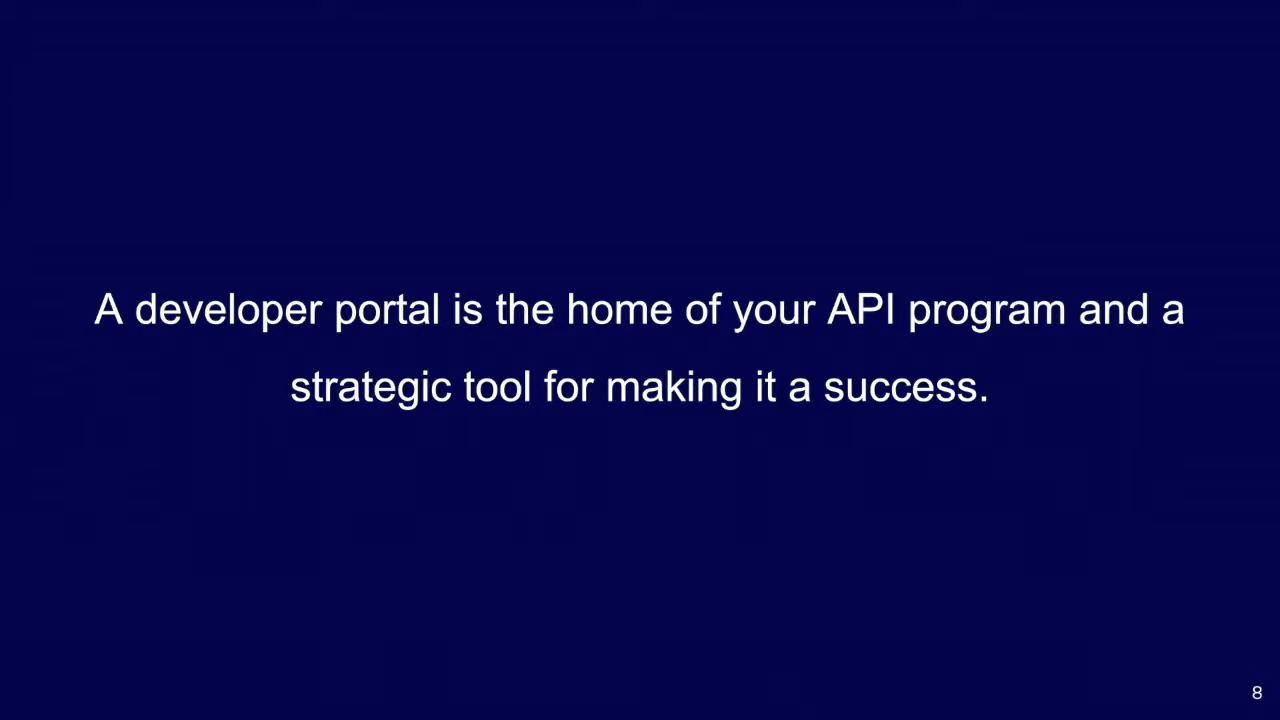 A developer portal is the home of your API program and a
strategic tool for making it a success.
8